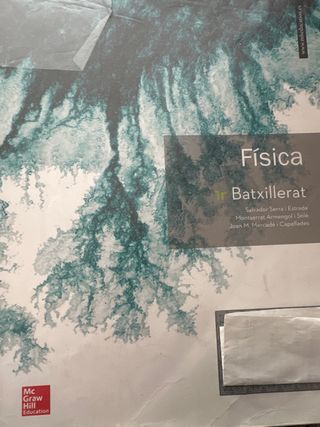 Física
1r Batxillerat
Salvador Serra i Estrada
Montserrat Armengol i Solé
Joan M. Mercadé i Capellades
Mc
Graw
Hill
Education